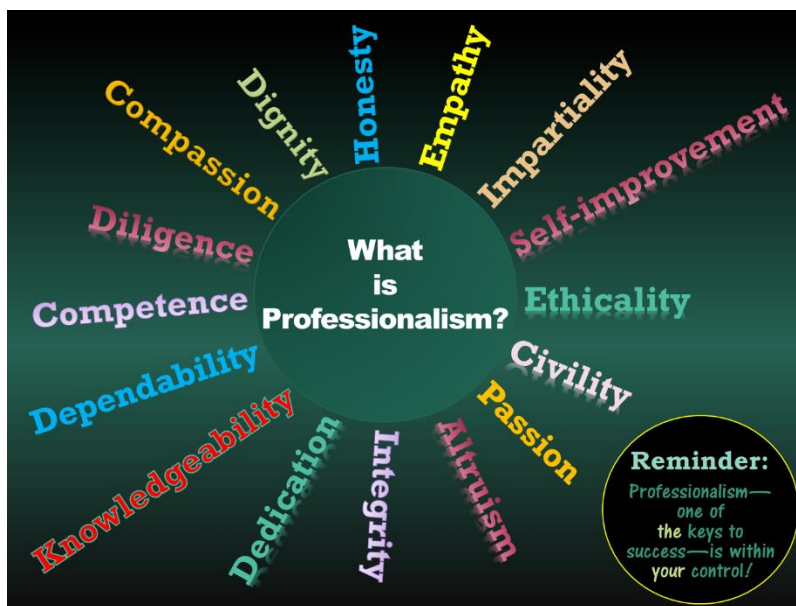 What
is
Professionalism?
Honesty
Empathy
Impartiality
Self-improvement
Ethicality
Civility
Passion
Altruism
Integrity
Dedication
Knowledgeability
Dependability
Competence
Diligence
Compassion
Dignity
Reminder:
Professionalism—
one of
the keys to
success—is within
your control!